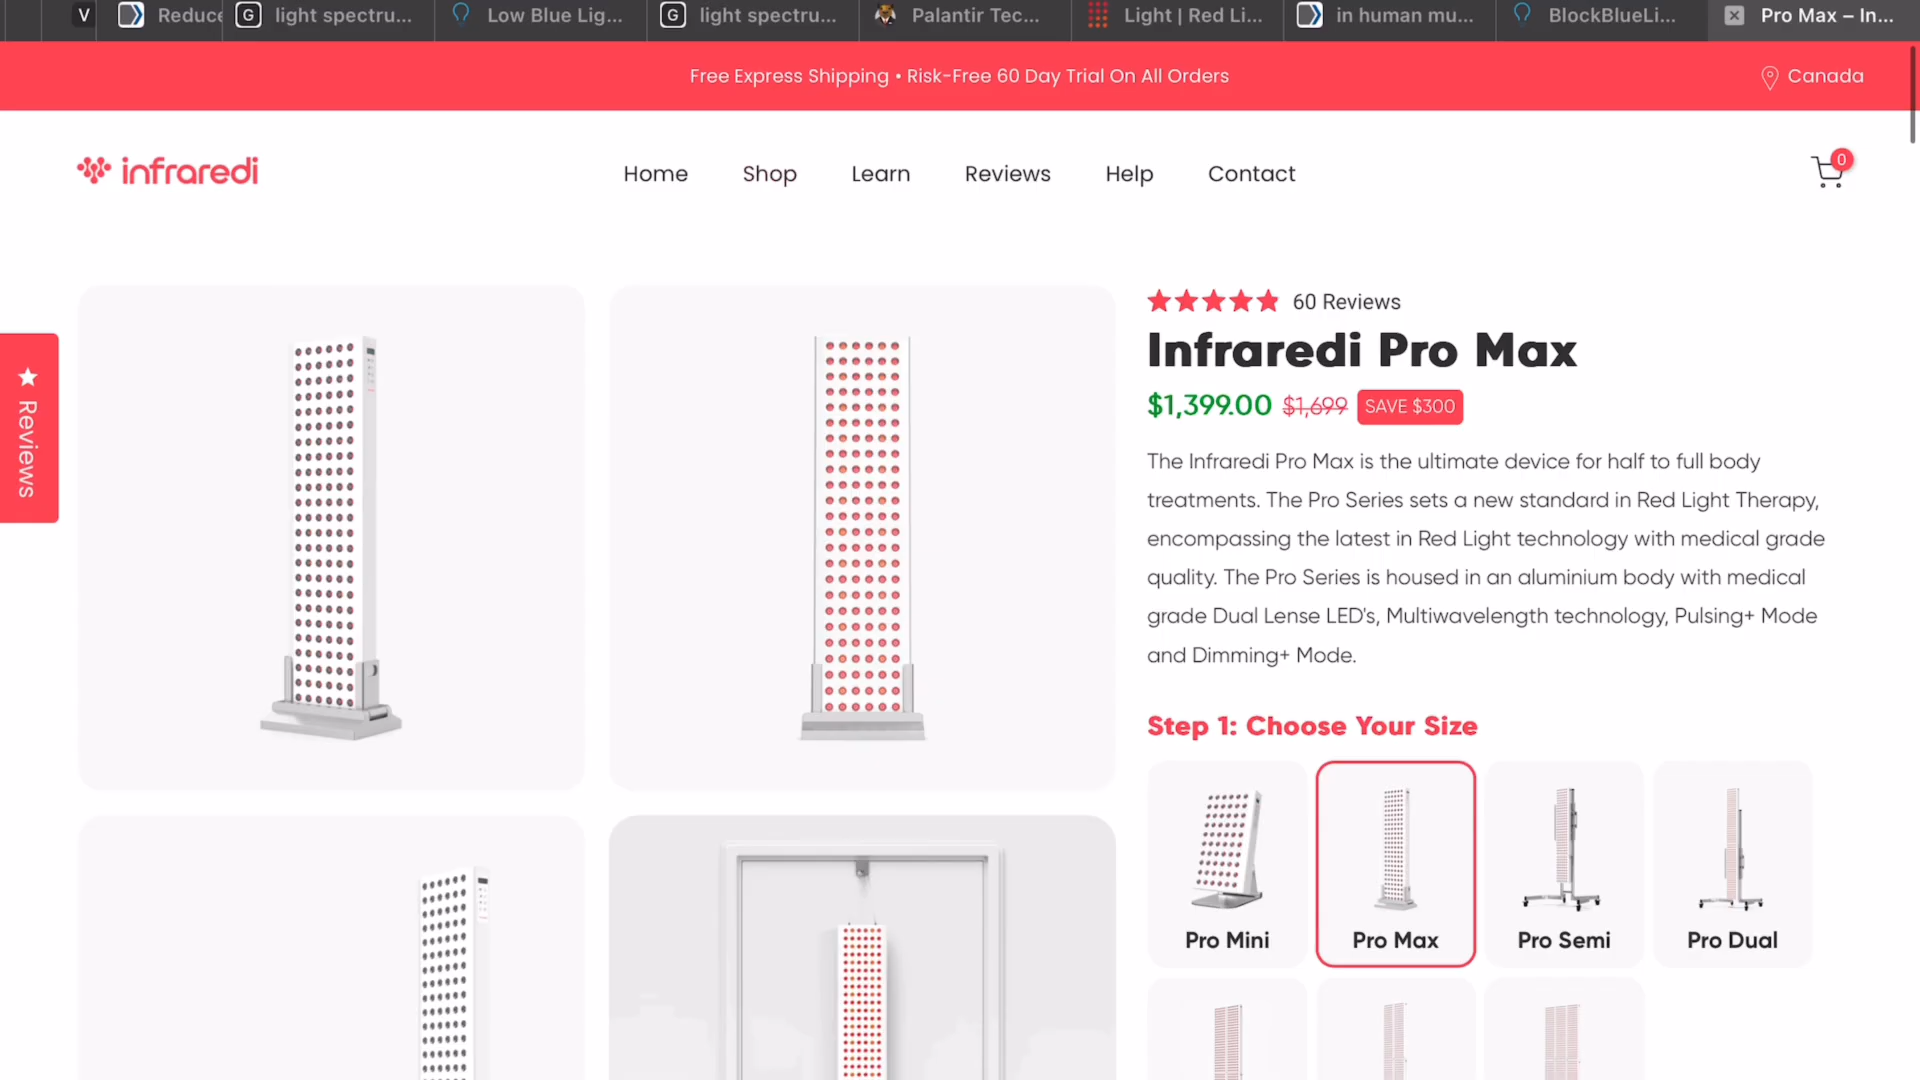 V
Reduce
G
light spectru...
Low Blue Lig...
G
light spectru...
Palantir Tec...
Light | Red Li...
in human mu...
BlockBlueLi...
Pro Max – In...
Free Express Shipping • Risk-Free 60 Day Trial On All Orders
Canada
infraredi
Home
Shop
Learn
Reviews
Help
Contact
0
Reviews
60 Reviews
Infraredi Pro Max
$1,399.00 $1,699 SAVE $300
The Infraredi Pro Max is the ultimate device for half to full body
treatments. The Pro Series sets a new standard in Red Light Therapy,
encompassing the latest in Red Light technology with medical grade
quality. The Pro Series is housed in an aluminium body with medical
grade Dual Lense LED's, Multiwavelength technology, Pulsing+ Mode
and Dimming+ Mode.
Step 1: Choose Your Size
Pro Mini
Pro Max
Pro Semi
Pro Dual